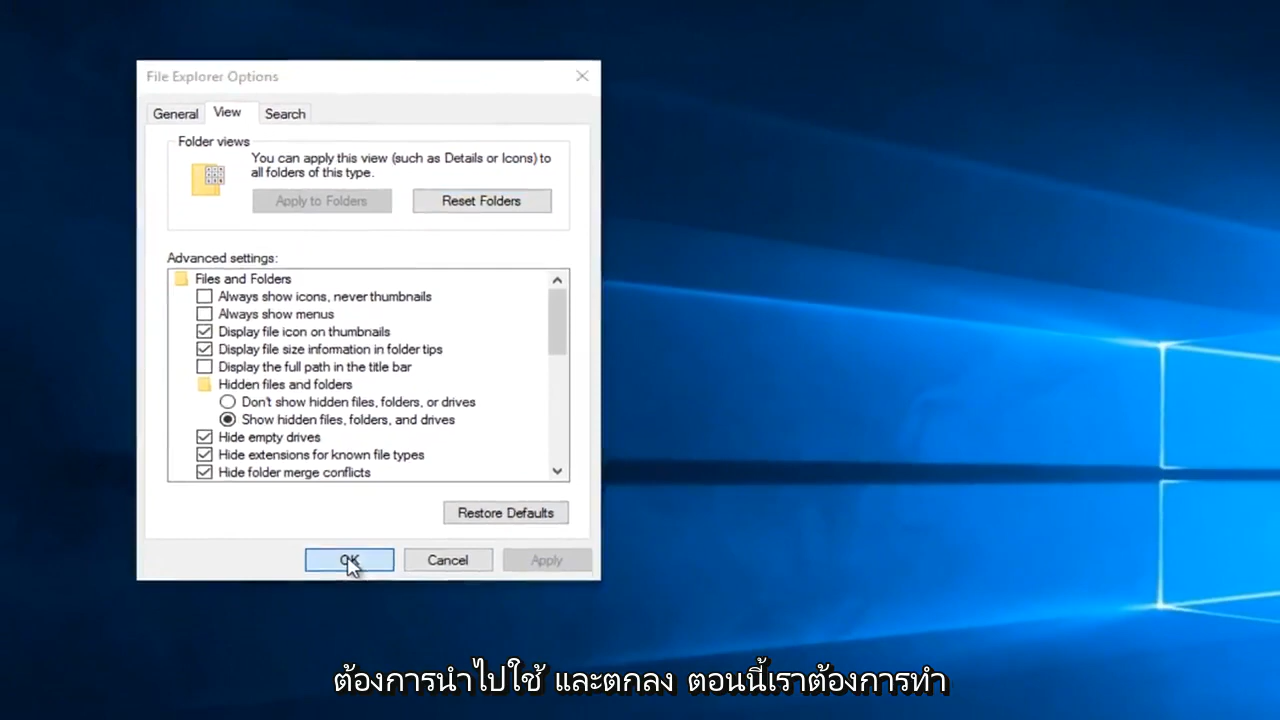 File Explorer Options
General View Search
Folder views
You can apply this view (such as Details or Icons) to
all folders of this type.
Apply to Folders Reset Folders
Advanced settings:
Files and Folders
Always show icons, never thumbnails
Always show menus
Display file icon on thumbnails
Display file size information in folder tips
Display the full path in the title bar
Hidden files and folders
Don't show hidden files, folders, or drives
Show hidden files, folders, and drives
Hide empty drives
Hide extensions for known file types
Hide folder merge conflicts
Restore Defaults
OK Cancel Apply
ต้องการนำไปใช้ และตกลง ตอนนี้เราต้องการทำ